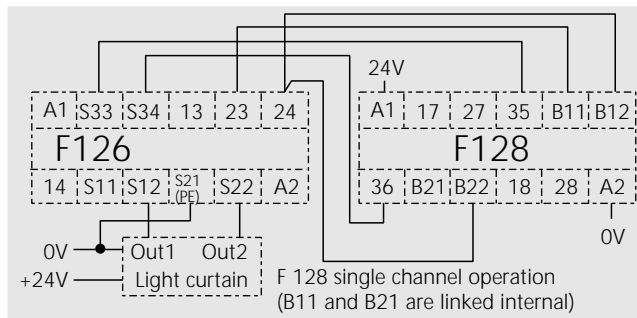 24V
A1 S33 S34 13 23 24
A1 17 27 35 B11 B12
F126
F128
14 S11 S12 S21 (PE) S22 A2
36 B21 B22 18 28 A2
0V
Out1 Out2
0V
+24V
Light curtain
F 128 single channel operation
(B11 and B21 are linked internal)